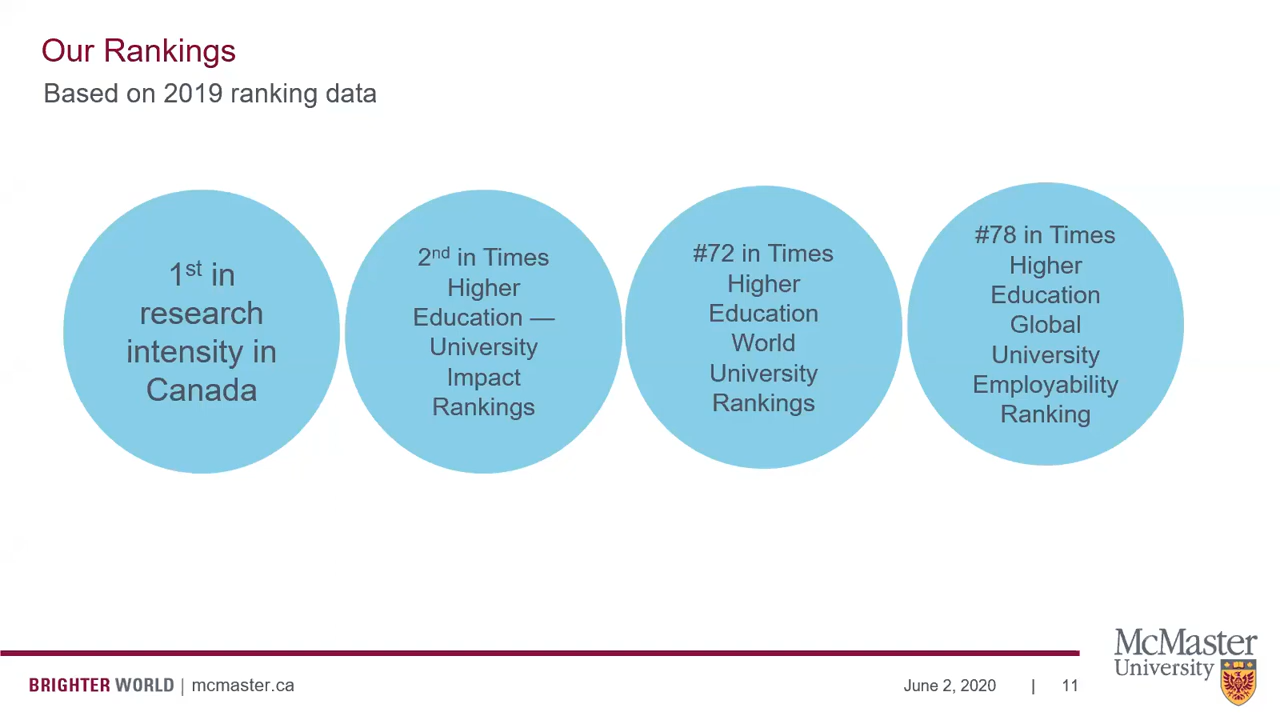 Our Rankings
Based on 2019 ranking data
1st in
research
intensity in
Canada
2nd in Times
Higher
Education —
University
Impact
Rankings
#72 in Times
Higher
Education
World
University
Rankings
#78 in Times
Higher
Education
Global
University
Employability
Ranking
BRIGHTER WORLD | mcmaster.ca
June 2, 2020 | 11
McMaster
University